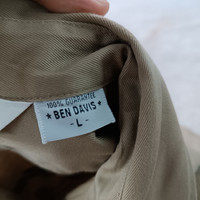 100% GUARANTEE
★ BEN DAVIS ★
- L -